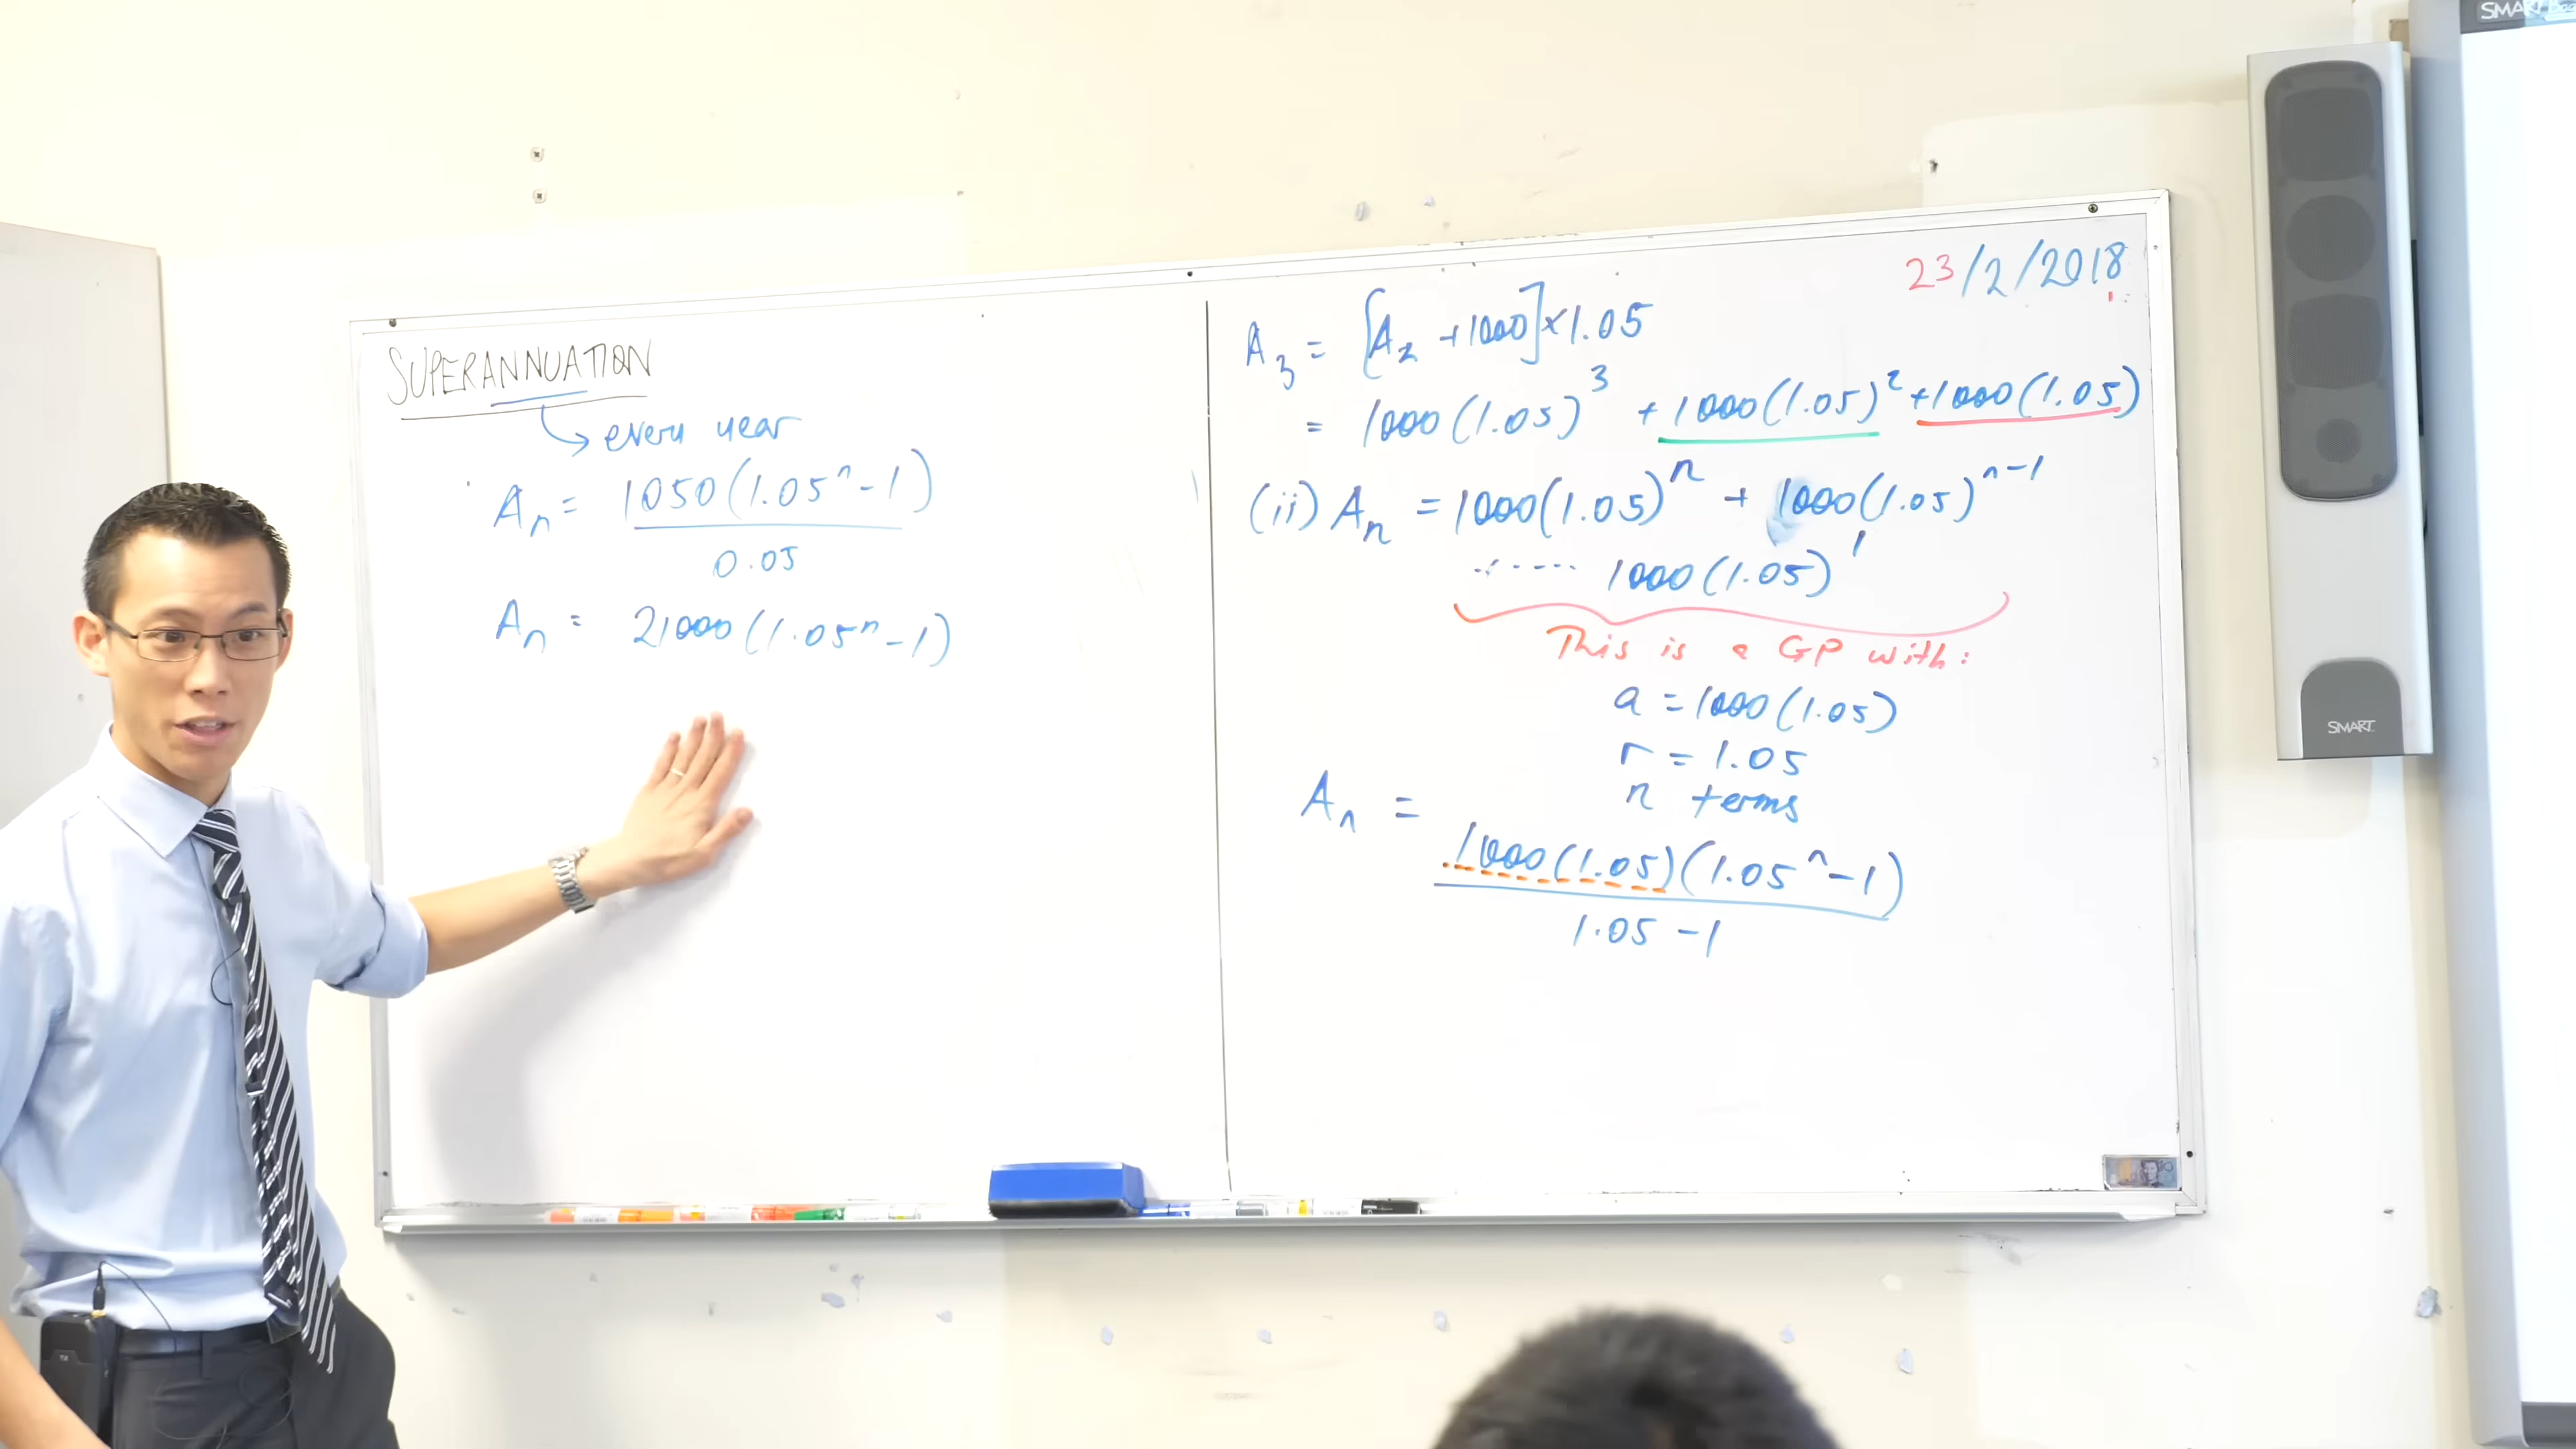 SUPERANNUATION
every year
Aₙ = 1050(1.05ⁿ-1)
0.05
Aₙ = 21000(1.05ⁿ-1)
23/2/2018
A₃ = [A₂ +1000]×1.05
= 1000(1.05)³ +1000(1.05)² +1000(1.05)
(ii) Aₙ = 1000(1.05)ⁿ + 1000(1.05)ⁿ⁻¹
..... 1000(1.05)¹
This is a GP with:
a = 1000(1.05)
r = 1.05
n terms
Aₙ =
1000(1.05)(1.05ⁿ-1)
1.05 -1
SMART
SMART